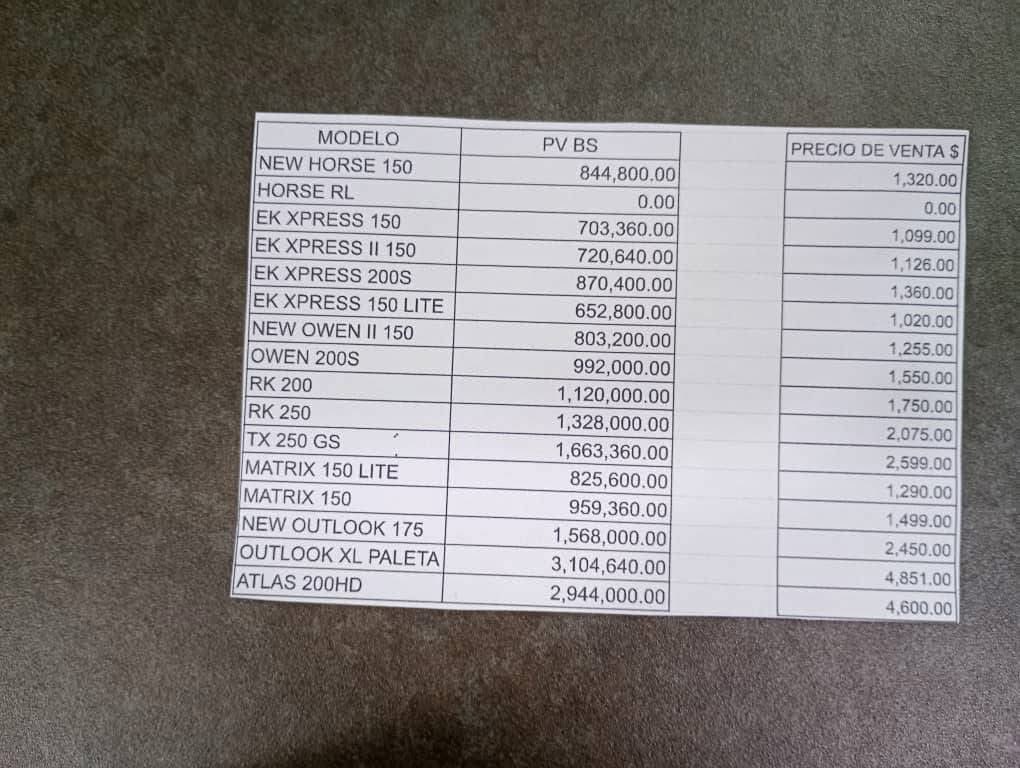 MODELO PV BS PRECIO DE VENTA $
NEW HORSE 150 844,800.00 1,320.00
HORSE RL 0.00 0.00
EK XPRESS 150 703,360.00 1,099.00
EK XPRESS II 150 720,640.00 1,126.00
EK XPRESS 200S 870,400.00 1,360.00
EK XPRESS 150 LITE 652,800.00 1,020.00
NEW OWEN II 150 803,200.00 1,255.00
OWEN 200S 992,000.00 1,550.00
RK 200 1,120,000.00 1,750.00
RK 250 1,328,000.00 2,075.00
TX 250 GS 1,663,360.00 2,599.00
MATRIX 150 LITE 825,600.00 1,290.00
MATRIX 150 959,360.00 1,499.00
NEW OUTLOOK 175 1,568,000.00 2,450.00
OUTLOOK XL PALETA 3,104,640.00 4,851.00
ATLAS 200HD 2,944,000.00 4,600.00